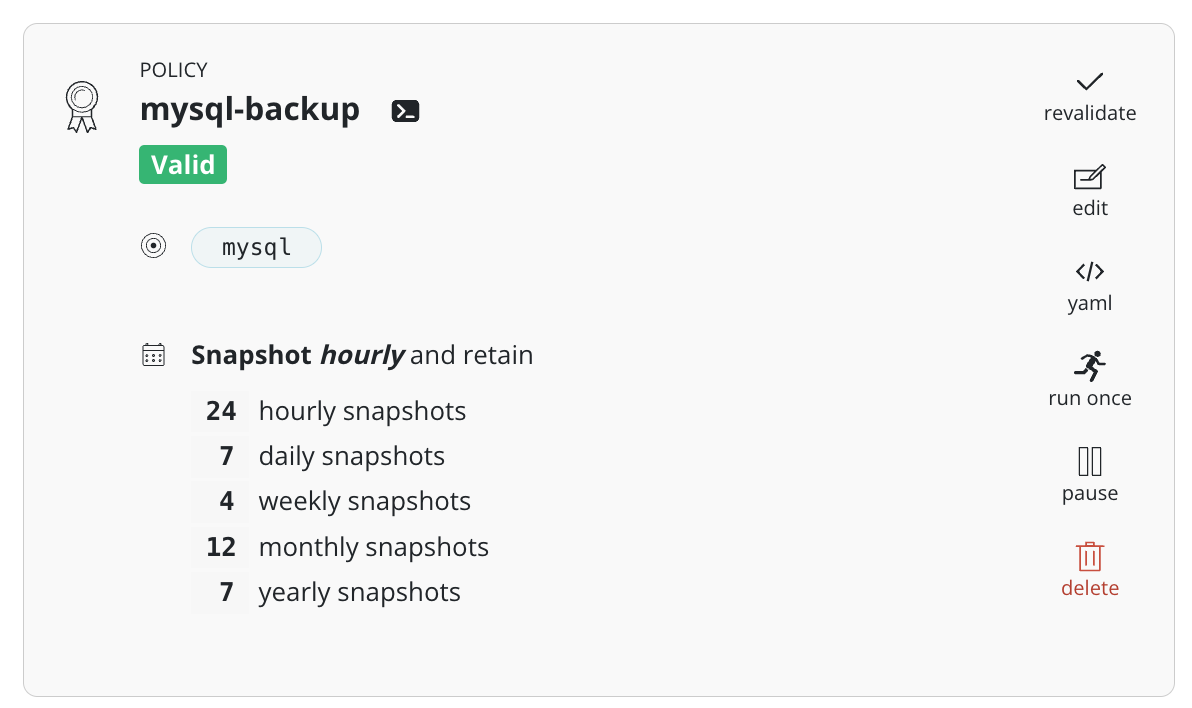 POLICY
mysql-backup
Valid
mysql
Snapshot hourly and retain
24 hourly snapshots
7 daily snapshots
4 weekly snapshots
12 monthly snapshots
7 yearly snapshots
revalidate
edit
yaml
run once
pause
delete